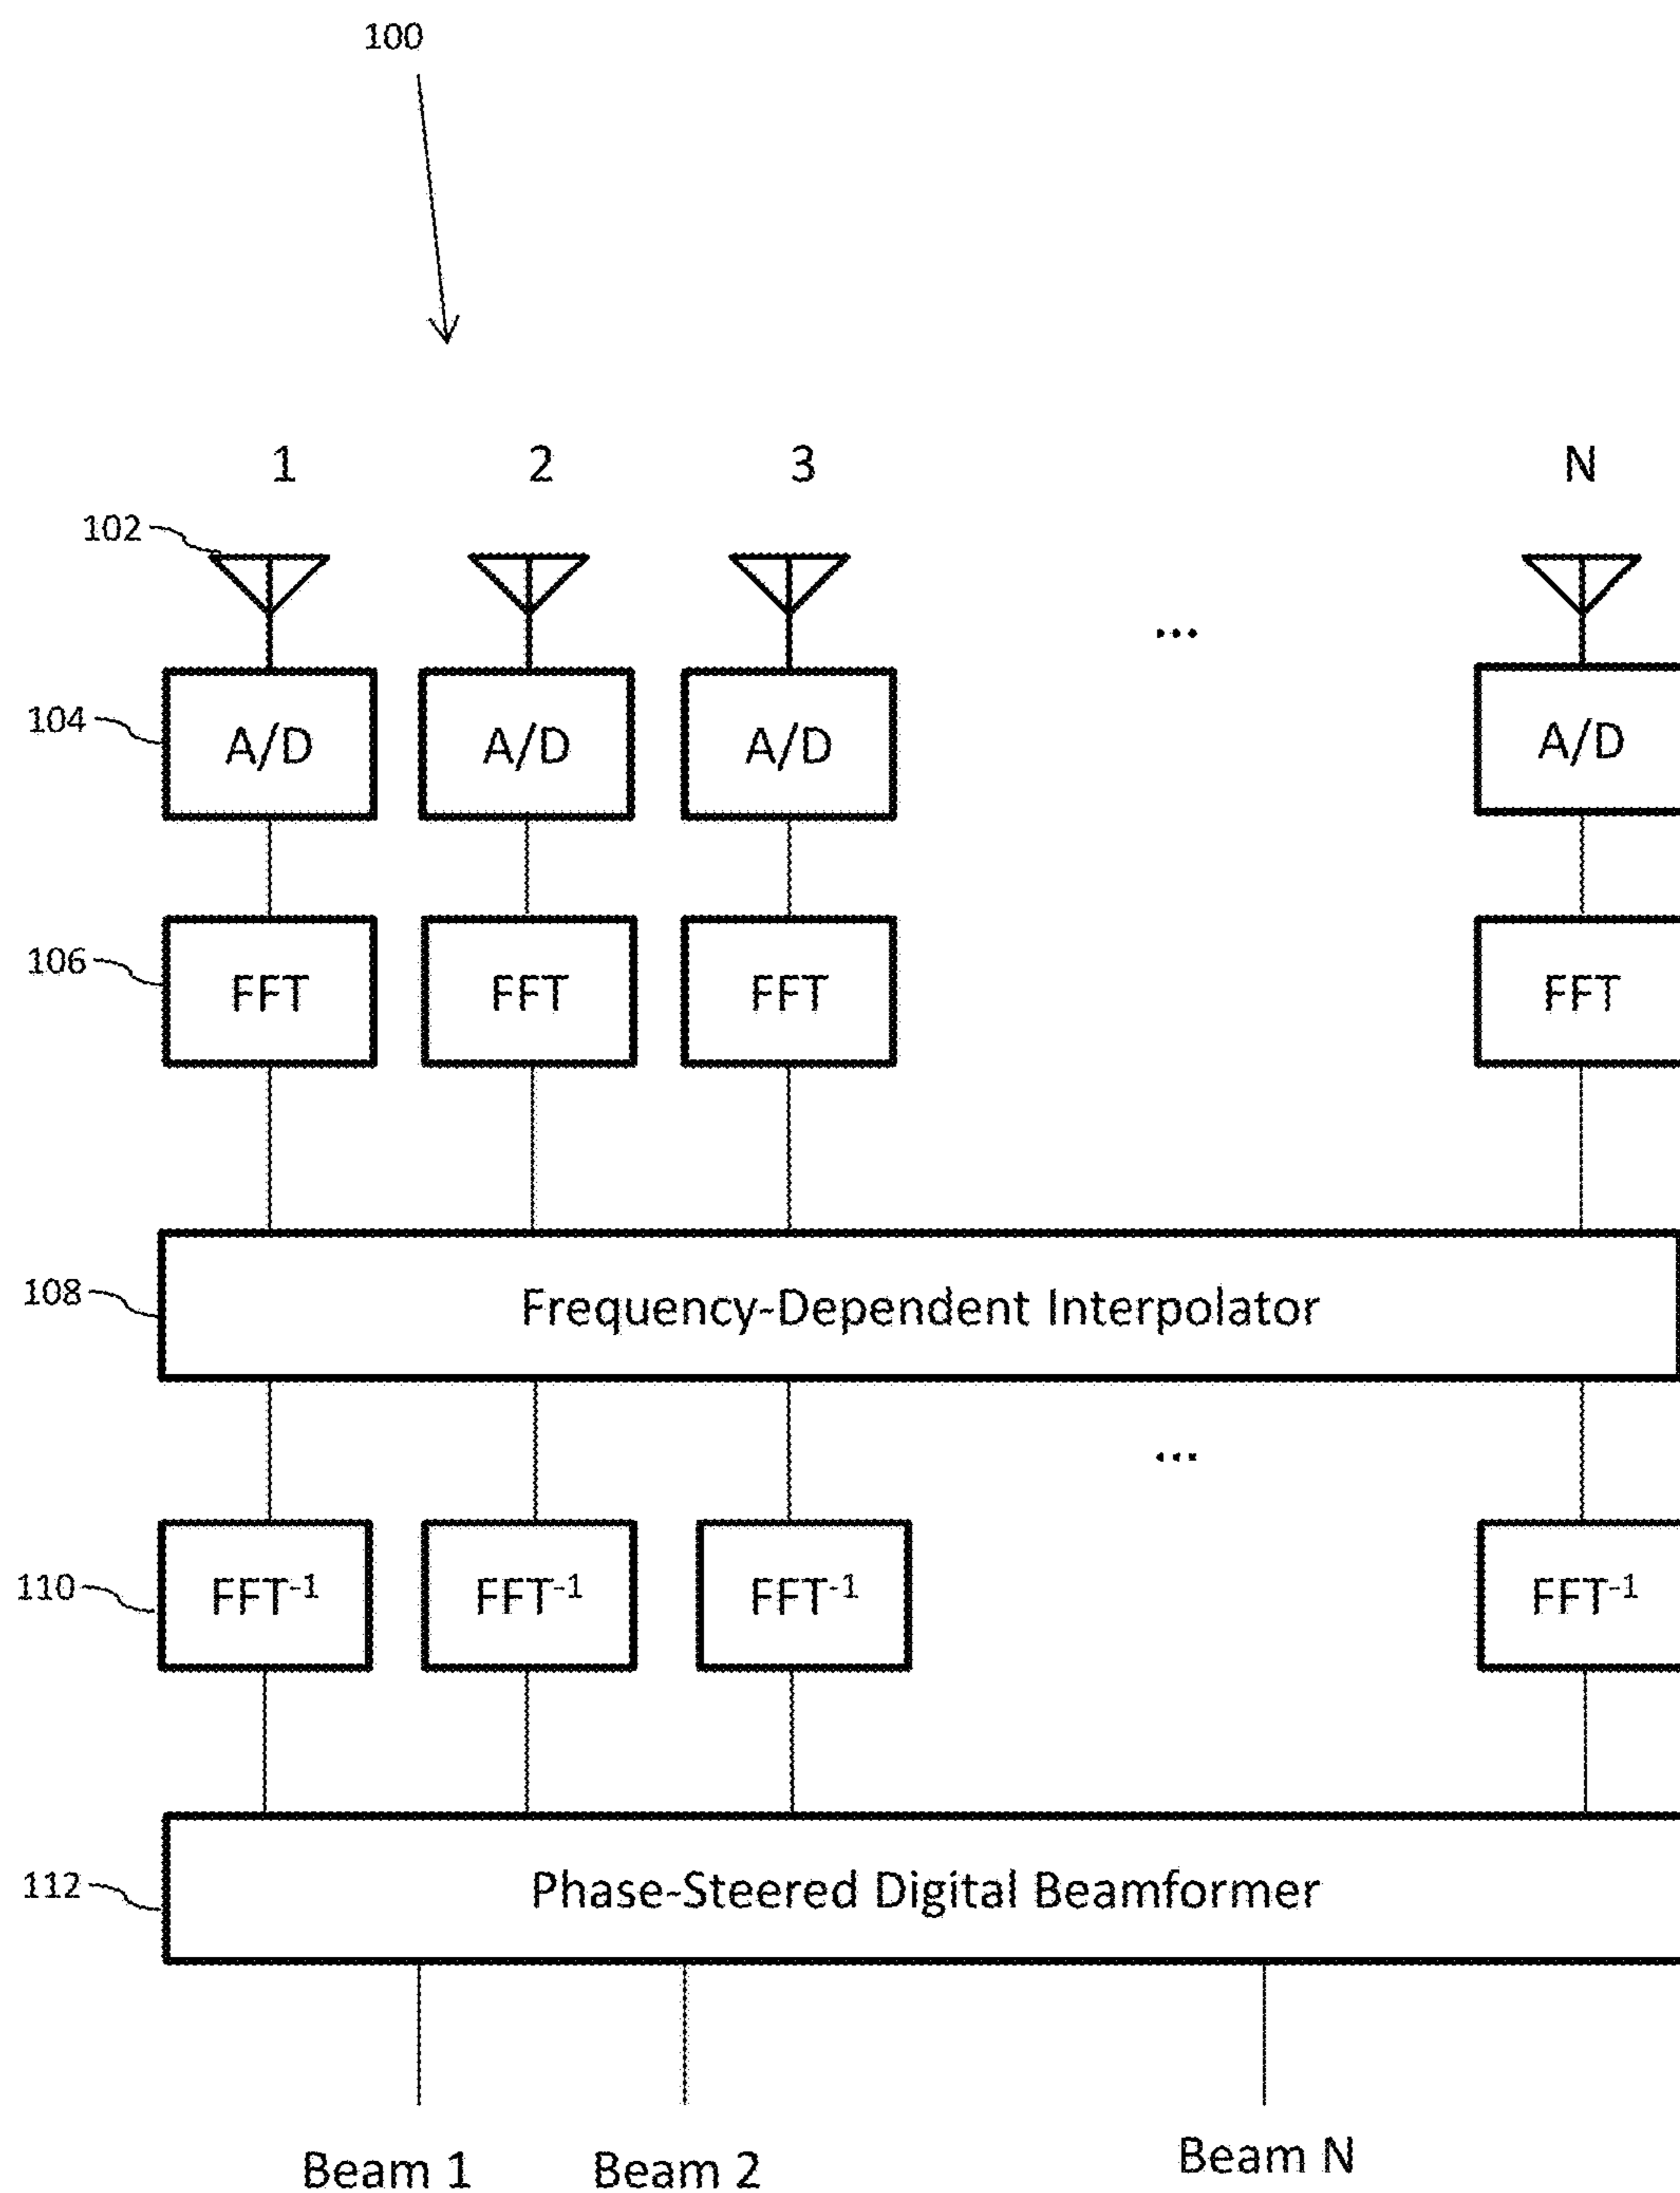 100
1 2 3 N
102
...
104 A/D A/D A/D A/D
106 FFT FFT FFT FFT
108 Frequency-Dependent Interpolator
...
110 FFT⁻¹ FFT⁻¹ FFT⁻¹ FFT⁻¹
112 Phase-Steered Digital Beamformer
Beam 1 Beam 2 Beam N